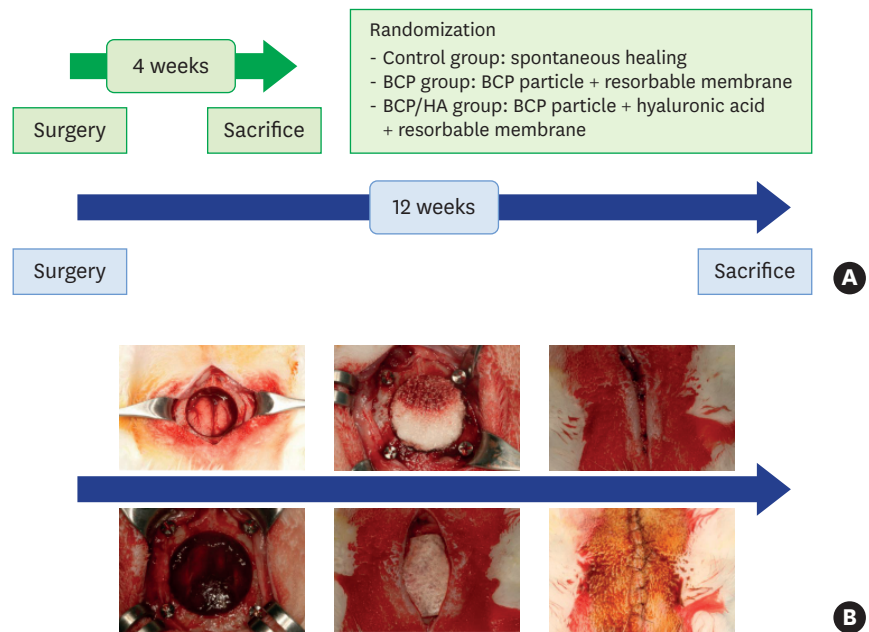 4 weeks
Surgery
Sacrifice
Randomization
- Control group: spontaneous healing
- BCP group: BCP particle + resorbable membrane
- BCP/HA group: BCP particle + hyaluronic acid
+ resorbable membrane
12 weeks
Surgery
Sacrifice
A
B